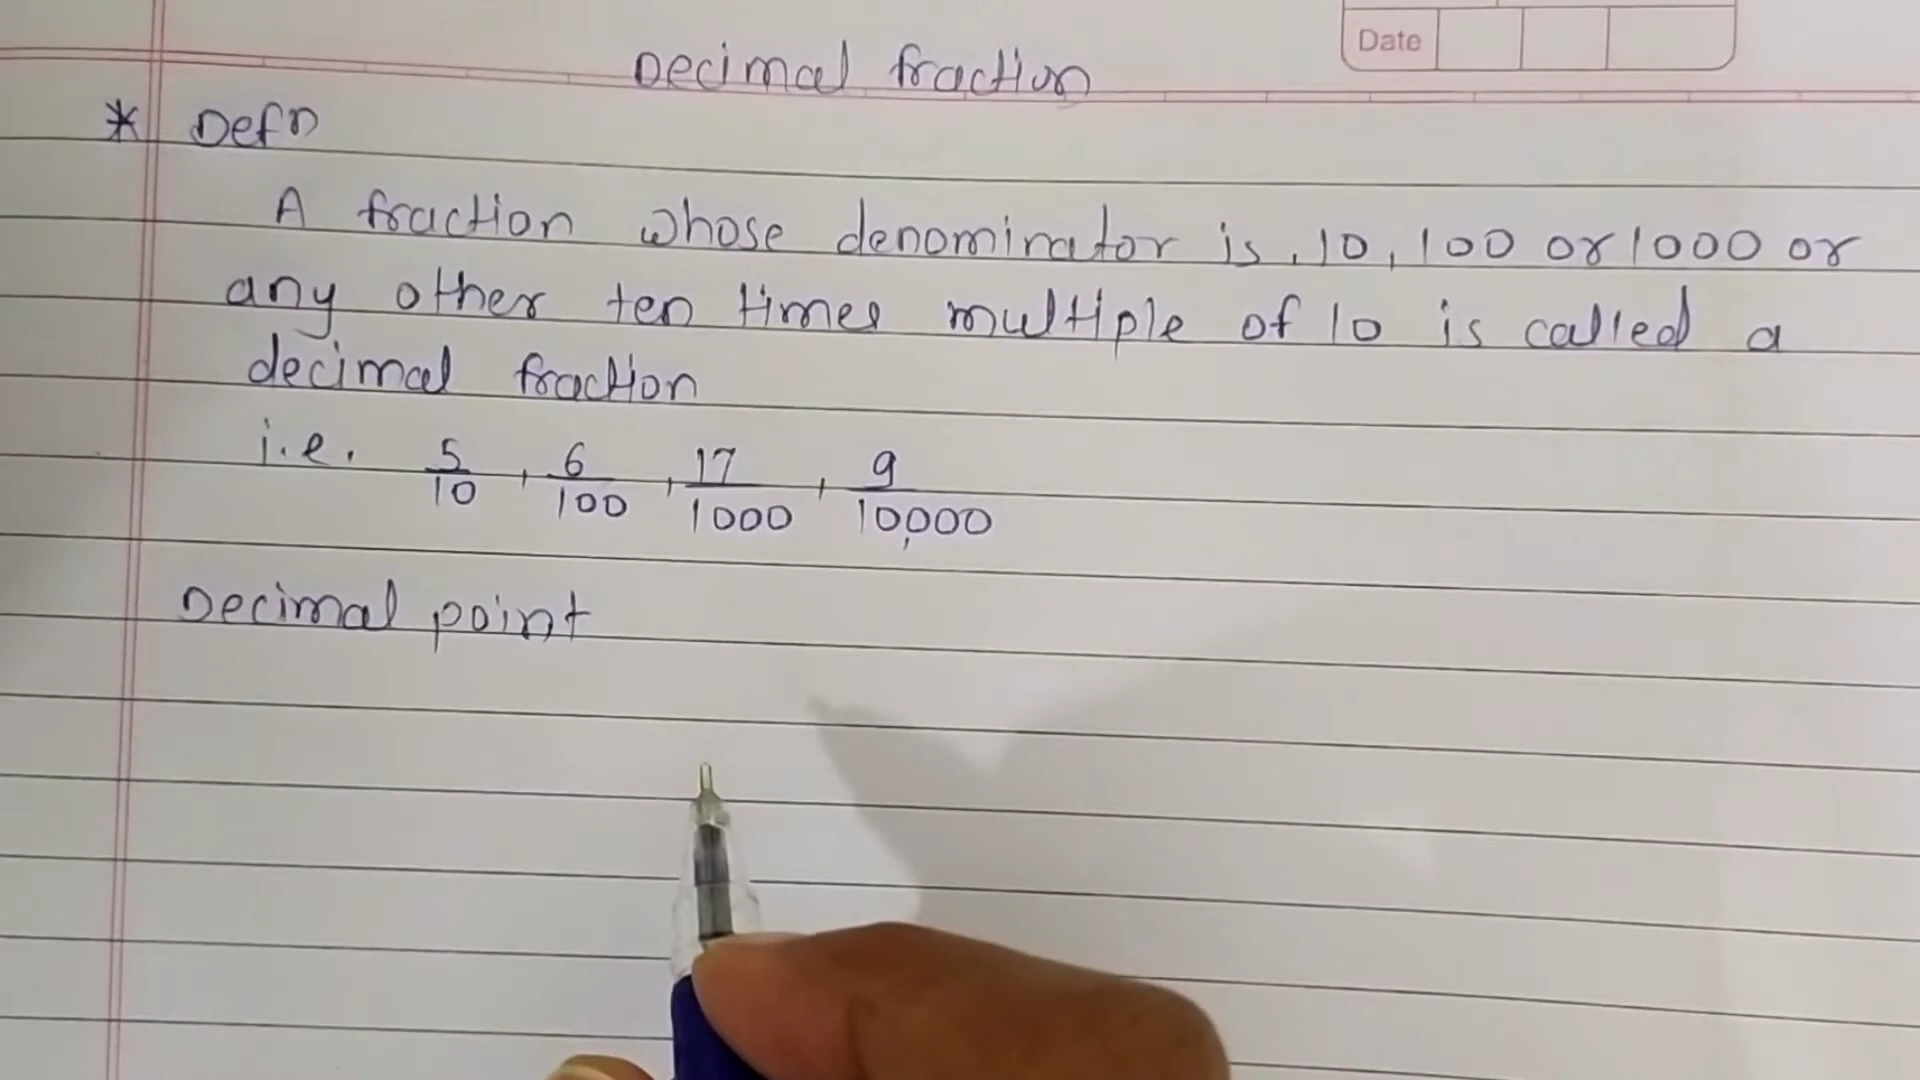 Date
Decimal fraction
* Defn
A fraction whose denominator is, 10, 100 or 1000 or
any other ten times multiple of 10 is called a
decimal fraction
i.e. 5/10, 6/100, 17/1000, 9/10,000
Decimal point